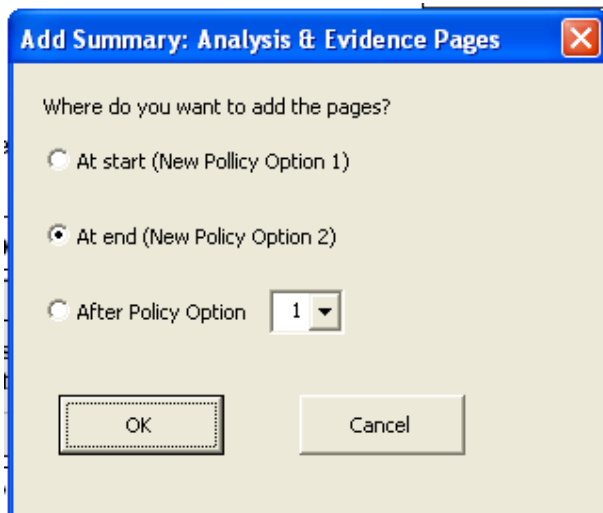 Add Summary: Analysis & Evidence Pages
Where do you want to add the pages?
At start (New Pollicy Option 1)
At end (New Policy Option 2)
After Policy Option 1
OK Cancel